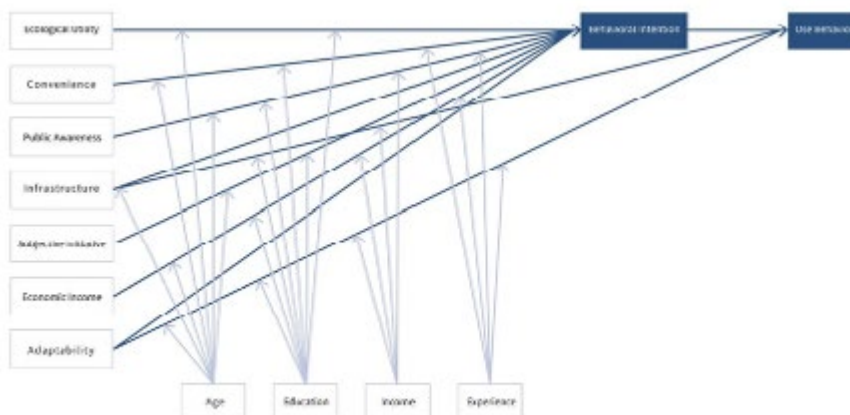 Ecological Utility
Behavioral Intention
Use Behavior
Convenience
Public Awareness
Infrastructure
Economic Income
Adaptability
Age
Education
Income
Experience